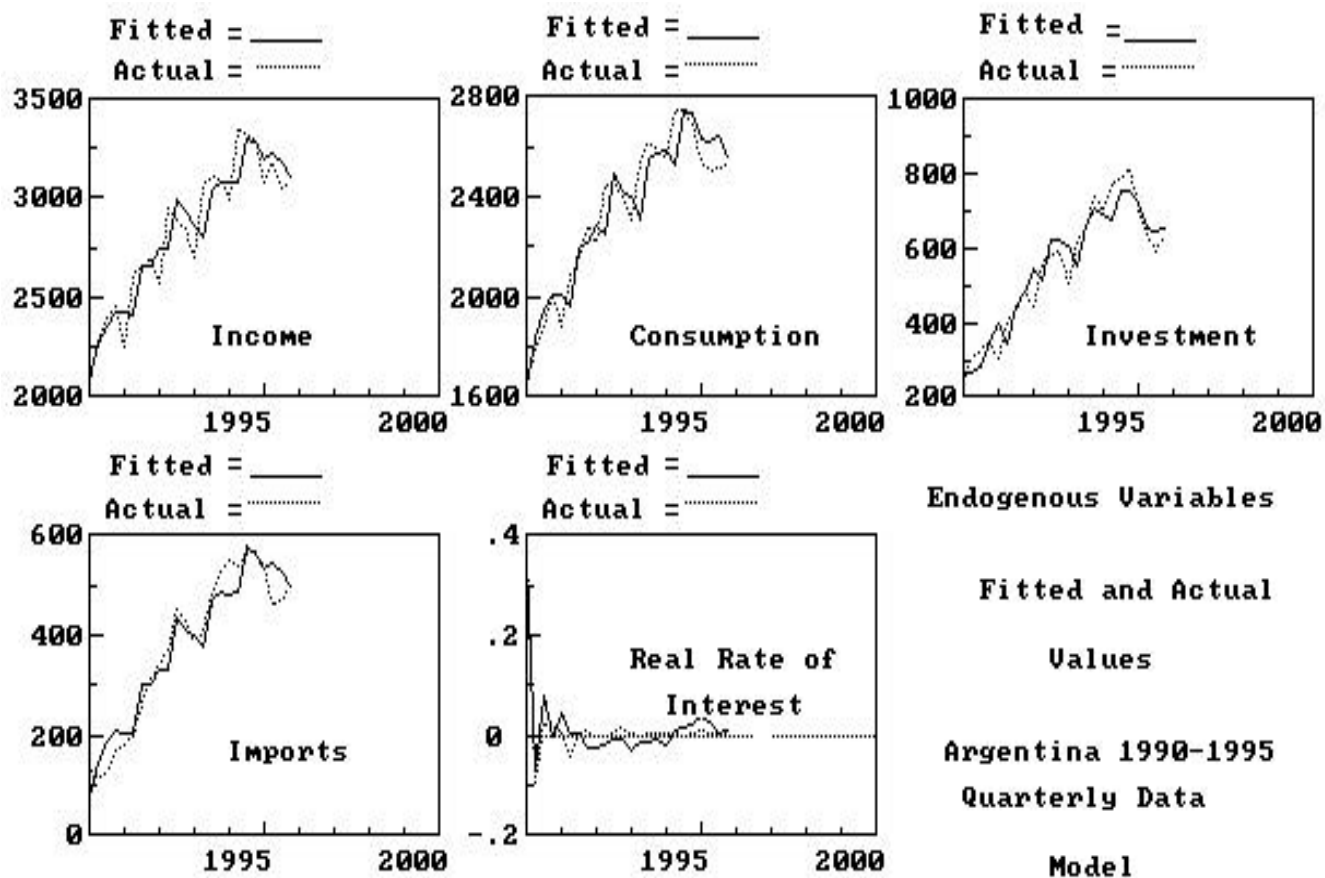 Fitted =
Actual =
3500
3000
2500
2000
Income
1995 2000
Fitted =
Actual =
2800
2400
2000
1600
Consumption
1995 2000
Fitted =
Actual =
1000
800
600
400
200
Investment
1995 2000
Fitted =
Actual =
600
400
200
0
Imports
1995 2000
Fitted =
Actual =
.4
.2
0
-.2
Real Rate of
Interest
1995 2000
Endogenous Variables
Fitted and Actual
Values
Argentina 1990-1995
Quarterly Data
Model